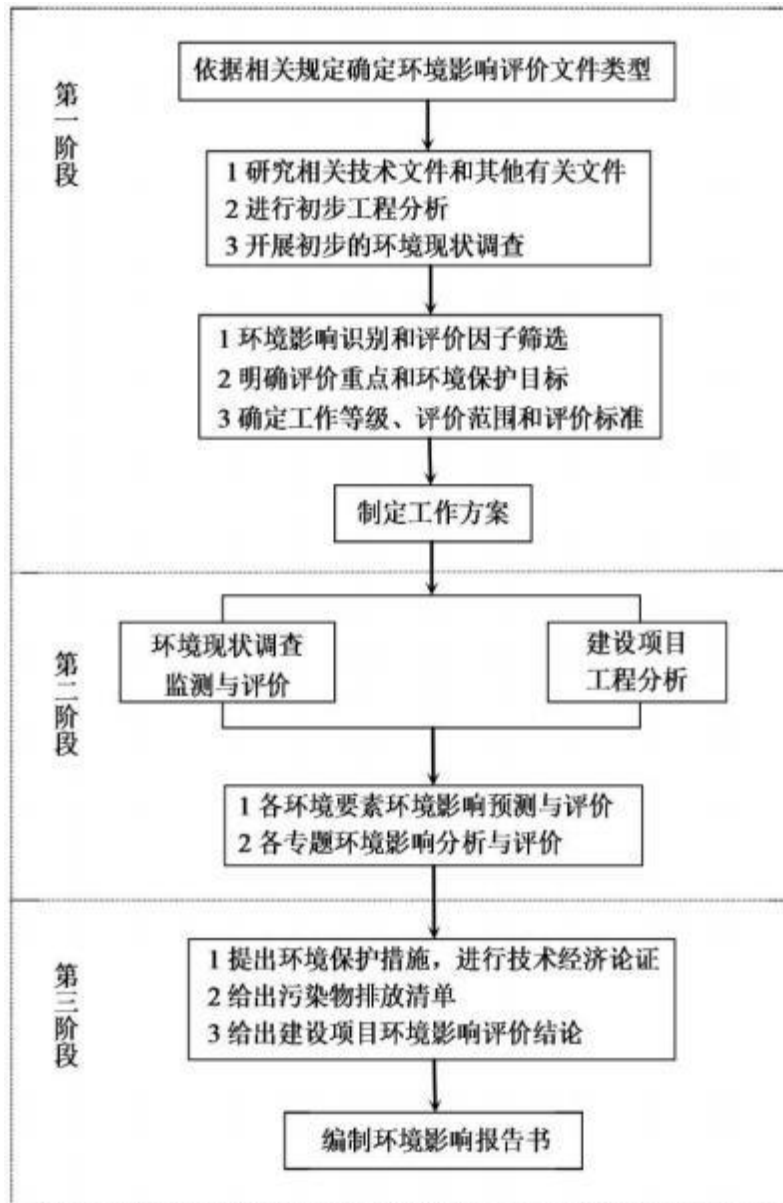 第一阶段
依据相关规定确定环境影响评价文件类型
1 研究相关技术文件和其他有关文件
2 进行初步工程分析
3 开展初步的环境现状调查
1 环境影响识别和评价因子筛选
2 明确评价重点和环境保护目标
3 确定工作等级、评价范围和评价标准
制定工作方案
第二阶段
环境现状调查
监测与评价
建设项目
工程分析
1 各环境要素环境影响预测与评价
2 各专题环境影响分析与评价
第三阶段
1 提出环境保护措施，进行技术经济论证
2 给出污染物排放清单
3 给出建设项目环境影响评价结论
编制环境影响报告书